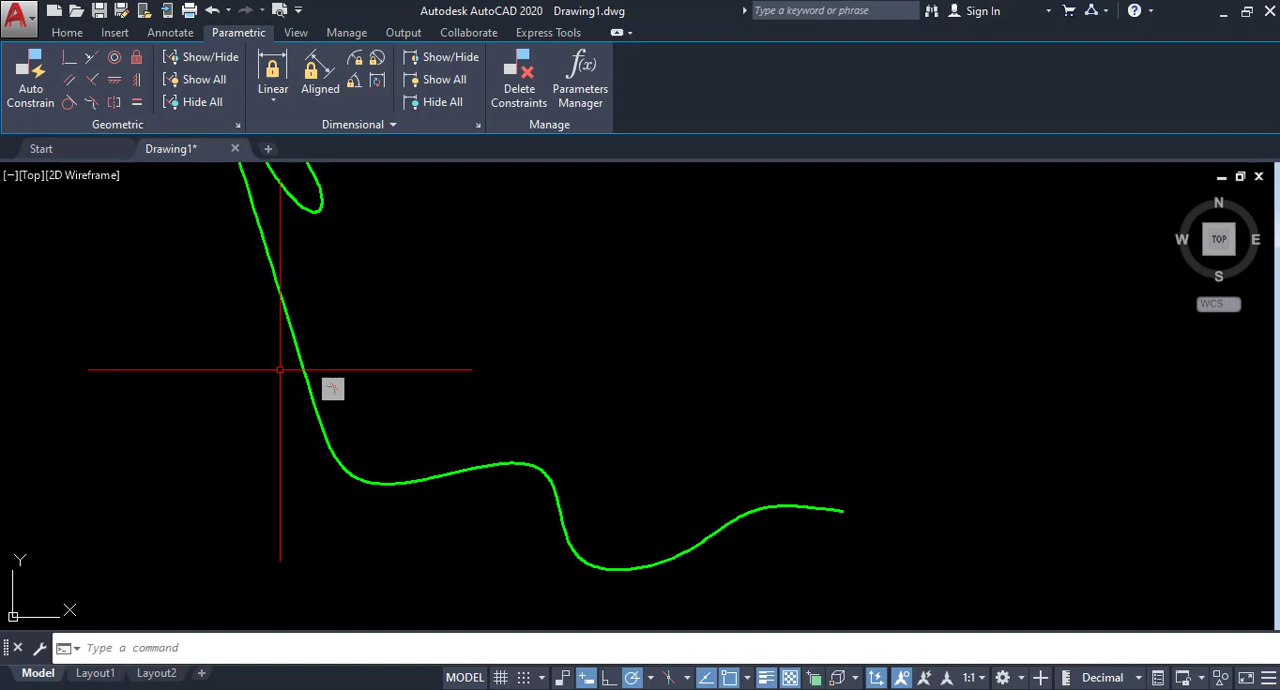 Autodesk AutoCAD 2020 Drawing1.dwg
Type a keyword or phrase
Sign In
Home Insert Annotate Parametric View Manage Output Collaborate Express Tools
Auto
Constrain
Show/Hide
Show All
Hide All
Geometric
Linear
Aligned
Show/Hide
Show All
Hide All
Dimensional
Delete
Constraints
f(x)
Parameters
Manager
Manage
Start
Drawing1*
[−][Top][2D Wireframe]
N
W TOP E
S
WCS
Y
X
Type a command
Model Layout1 Layout2
MODEL
1:1
Decimal